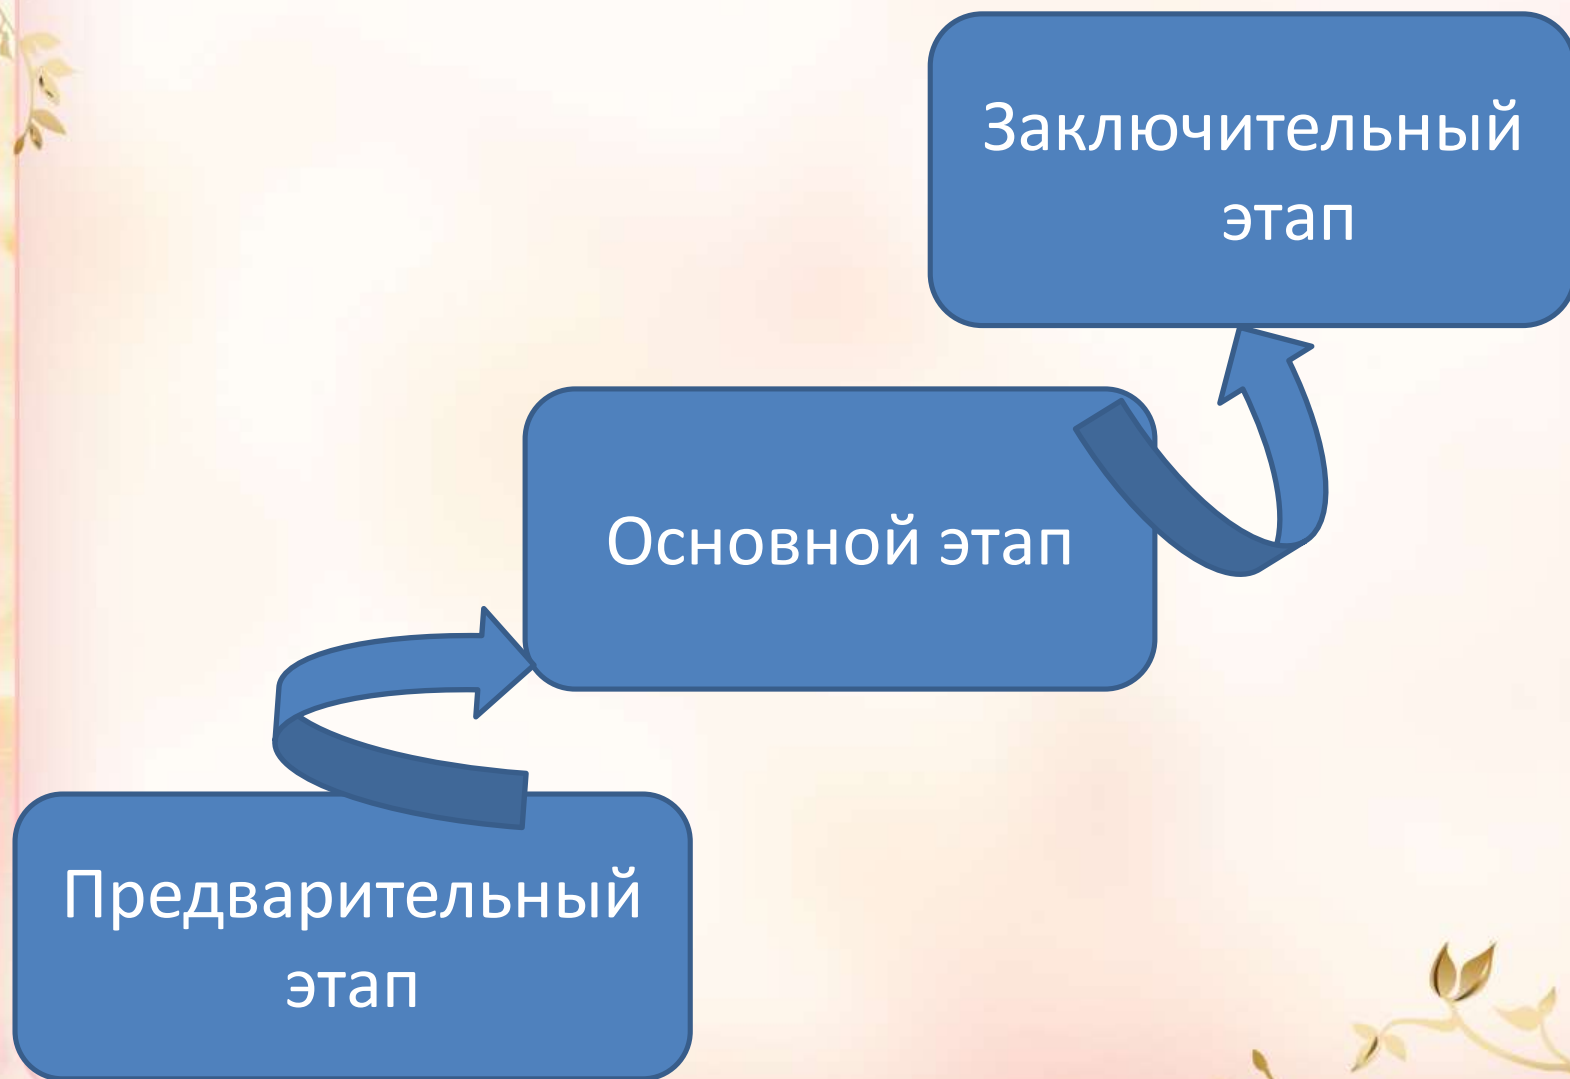 Заключительный
этап
Основной этап
Предварительный
этап